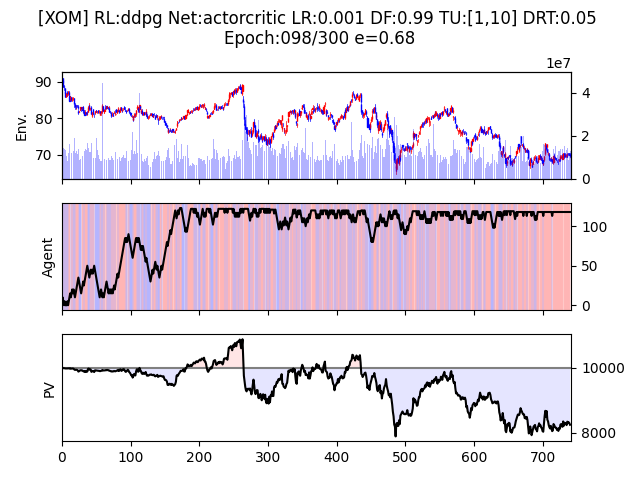 [XOM] RL:ddpg Net:actorcritic LR:0.001 DF:0.99 TU:[1,10] DRT:0.05
Epoch:098/300 e=0.68
1e7
90
80
70
Env.
4
2
0
Agent
100
50
0
PV
10000
8000
0 100 200 300 400 500 600 700